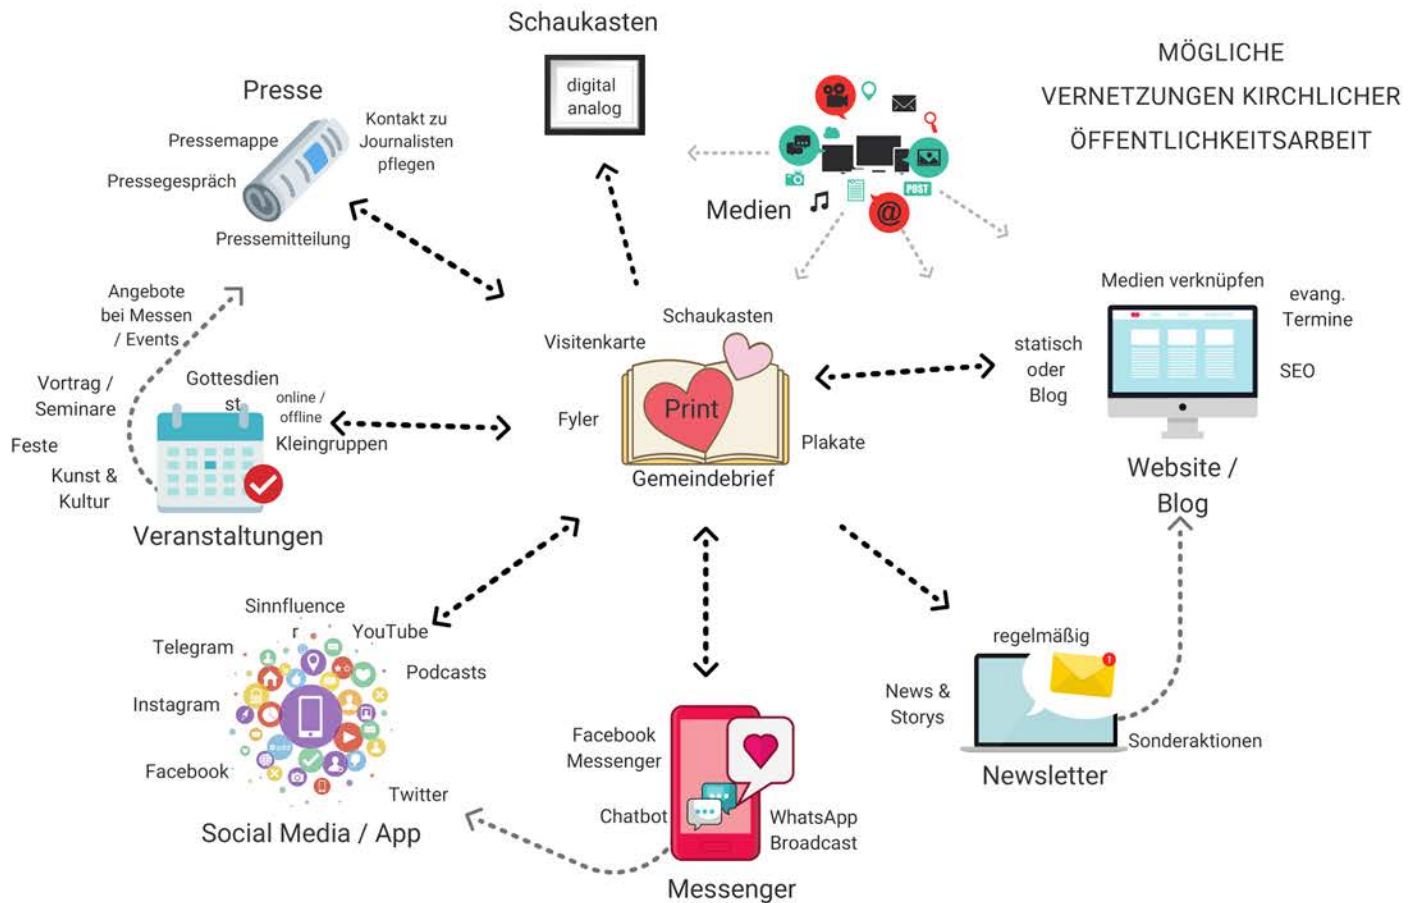 Schaukasten
digital
analog
MÖGLICHE
VERNETZUNGEN KIRCHLICHER
ÖFFENTLICHKEITSARBEIT
Presse
Pressemappe
Kontakt zu
Journalisten
pflegen
Pressegespräch
Pressemitteilung
Medien
POST
@
Angebote
bei Messen
/ Events
Vortrag /
Seminare
Feste
Kunst &
Kultur
Gottesdien
st
online /
offline
Kleingruppen
Veranstaltungen
Schaukasten
Visitenkarte
Fyler
Print
Plakate
Gemeindebrief
Medien verknüpfen
evang.
Termine
statisch
oder
Blog
SEO
Website /
Blog
Sinnfluence
r
YouTube
Telegram
Podcasts
Instagram
Facebook
Twitter
Social Media / App
Facebook
Messenger
Chatbot
WhatsApp
Broadcast
Messenger
regelmäßig
1
News &
Storys
Sonderaktionen
Newsletter